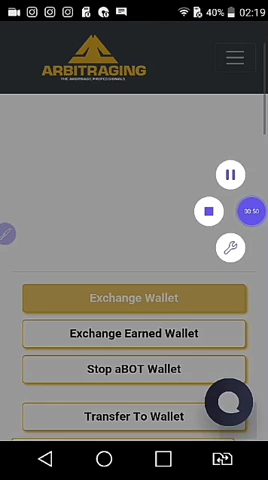 40% 02:19
ARBITRAGING
THE ARBITRAGE PROFESSIONALS
00:50
Exchange Wallet
Exchange Earned Wallet
Stop aBOT Wallet
Transfer To Wallet